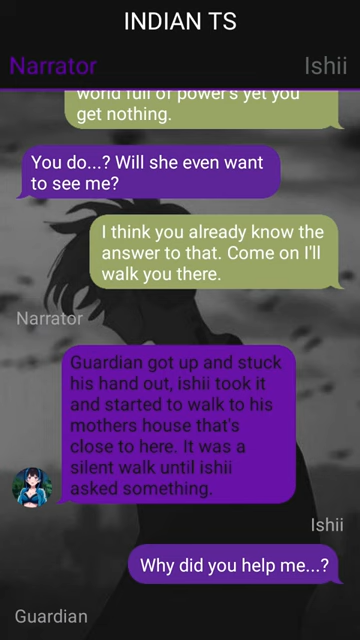 INDIAN TS
Narrator Ishii
world full of powers yet you
get nothing.
You do...? Will she even want
to see me?
I think you already know the
answer to that. Come on I'll
walk you there.
Narrator
Guardian got up and stuck
his hand out, ishii took it
and started to walk to his
mothers house that's
close to here. It was a
silent walk until ishii
asked something.
Ishii
Why did you help me...?
Guardian